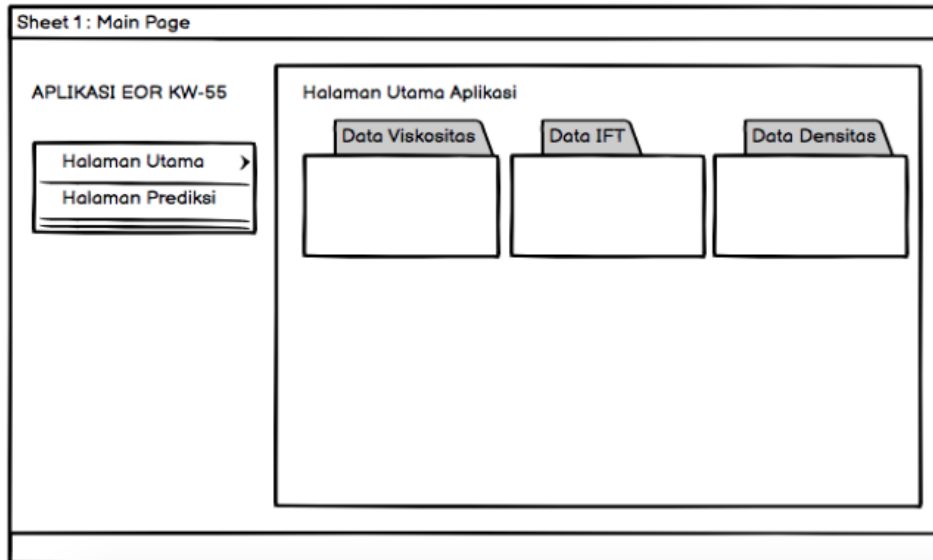 Sheet 1 : Main Page
APLIKASI EOR KW-55
Halaman Utama
Halaman Prediksi
Halaman Utama Aplikasi
Data Viskositas
Data IFT
Data Densitas